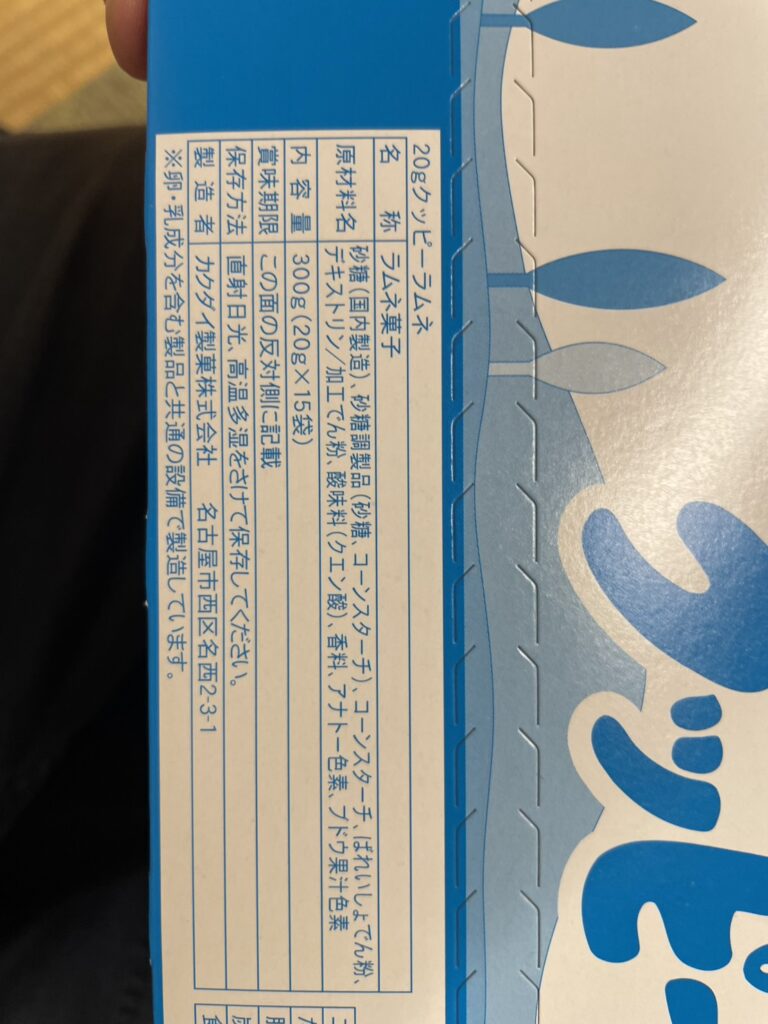 20gクッピーラムネ
名称 ラムネ菓子
原材料名 砂糖(国内製造)、砂糖調製品(砂糖、コーンスターチ)、コーンスターチ、ばれいしょでん粉、
デキストリン/加工でん粉、酸味料(クエン酸)、香料、アナトー色素、ブドウ果汁色素
内容量 300g(20g×15袋)
賞味期限 この面の反対側に記載
保存方法 直射日光、高温多湿をさけて保存してください。
製造者 カクダイ製菓株式会社 名古屋市西区名西2-3-1
※卵・乳成分を含む製品と共通の設備で製造しています。
クッピ